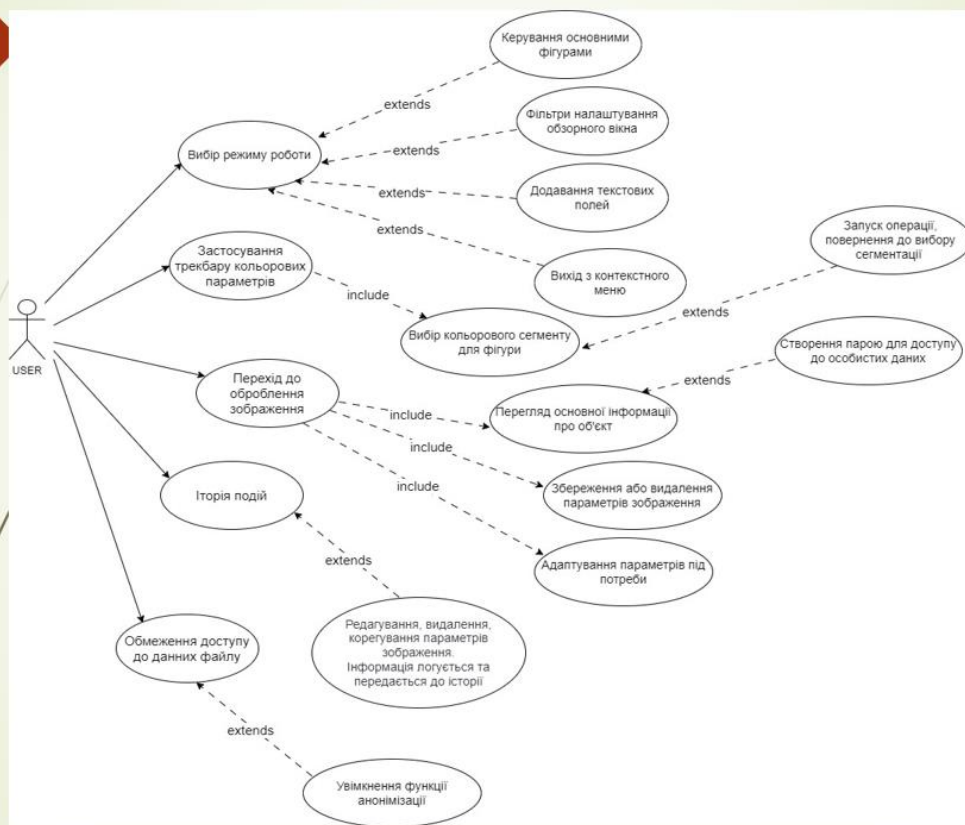 Керування основними
фігурами
extends
Фільтри налаштування
обзорного вікна
extends
Вибір режиму роботи
extends
Додавання текстових
полей
extends
Вихід з контекстного
меню
Застосування
трекбару кольорових
параметрів
include
Вибір кольорового сегменту
для фігури
Запуск операції,
повернення до вибору
сегментації
extends
USER
Створення парою для доступу
до особистих даних
extends
Перехід до
оброблення
зображення
include
Перегляд основної інформації
про об'єкт
include
Збереження або видалення
параметрів зображення
include
Адаптування параметрів під
потреби
Іторія подій
extends
Редагування, видалення,
корегування параметрів
зображення.
Інформація логується та
передається до історії
Обмеження доступу
до данних файлу
extends
Увімкнення функції
анонімізації